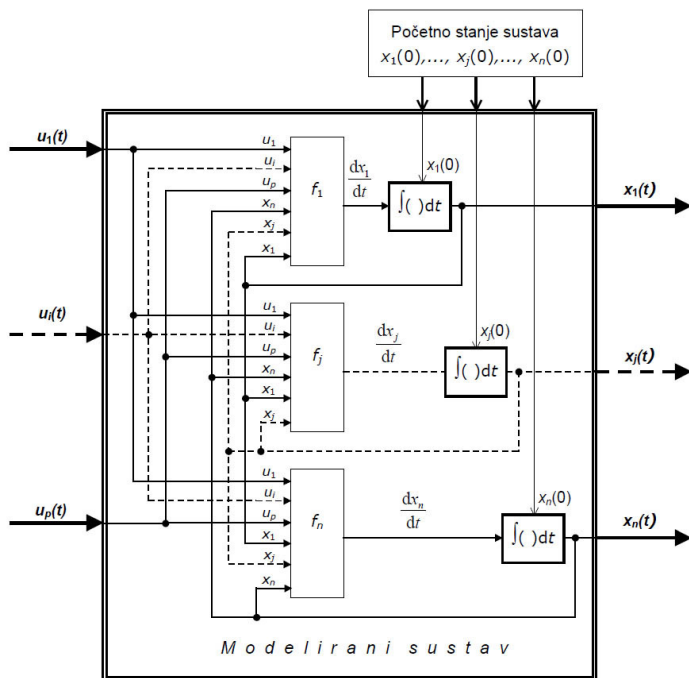 Početno stanje sustava
x₁(0),..., xⱼ(0),..., xₙ(0)
u₁(t)
u₁
uᵢ
uₚ
xₙ
xⱼ
x₁
f₁
dx₁
dt
x₁(0)
∫( )dt
x₁(t)
uᵢ(t)
u₁
uᵢ
uₚ
xₙ
x₁
xⱼ
fⱼ
dxⱼ
dt
xⱼ(0)
∫( )dt
xⱼ(t)
uₚ(t)
u₁
uᵢ
uₚ
x₁
xⱼ
xₙ
fₙ
dxₙ
dt
xₙ(0)
∫( )dt
xₙ(t)
Modelirani sustav